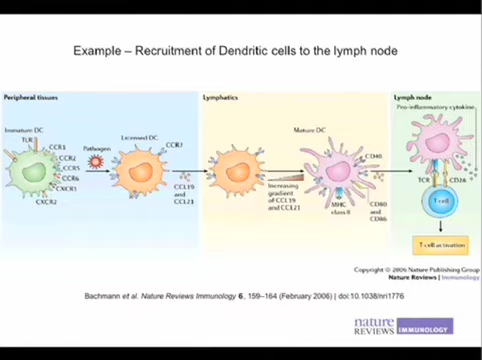 Example – Recruitment of Dendritic cells to the lymph node
Peripheral tissues
Lymphatics
Lymph node
Pro-inflammatory cytokine
Immature DC
TLR
CCR1
CCR2
CCR5
CCR6
CXCR1
CXCR2
Pathogen
Licensed DC
CCR7
CCL19
and
CCL21
Increasing
gradient
of CCL19
and CCL21
Mature DC
CD40
MHC
class II
CD80
and
CD86
TCR
CD28
T cell
T-cell activation
Copyright © 2006 Nature Publishing Group
Nature Reviews | Immunology
Bachmann et al. Nature Reviews Immunology 6, 159–164 (February 2006) | doi:10.1038/nri1776
nature
REVIEWS IMMUNOLOGY